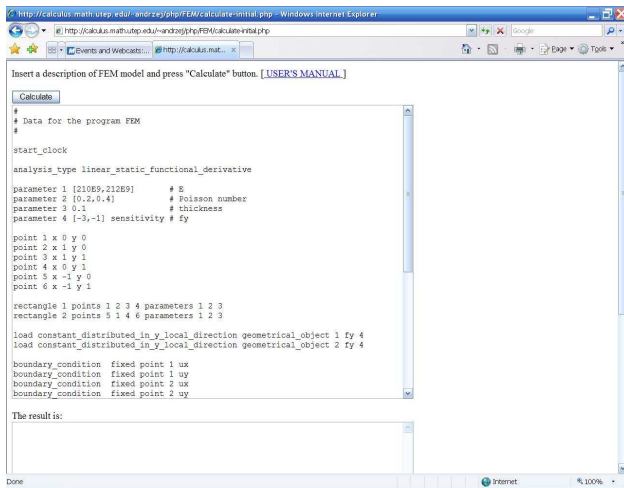 http://calculus.math.utep.edu/~andrzej/php/FEM/calculate-initial.php - Windows Internet Explorer
http://calculus.math.utep.edu/~andrzej/php/FEM/calculate-initial.php
Google
Events and Webcasts:...
http://calculus.mat...
Page
Tools
Insert a description of FEM model and press "Calculate" button. [ USER'S MANUAL ]
Calculate
#
# Data for the program FEM
#
start_clock
analysis_type linear_static_functional_derivative
parameter 1 [210E9,212E9] # E
parameter 2 [0.2,0.4] # Poisson number
parameter 3 0.1 # thickness
parameter 4 [-3,-1] sensitivity # fy
point 1 x 0 y 0
point 2 x 1 y 0
point 3 x 1 y 1
point 4 x 0 y 1
point 5 x -1 y 0
point 6 x -1 y 1
rectangle 1 points 1 2 3 4 parameters 1 2 3
rectangle 2 points 5 1 4 6 parameters 1 2 3
load constant_distributed_in_y_local_direction geometrical_object 1 fy 4
load constant_distributed_in_y_local_direction geometrical_object 2 fy 4
boundary_condition fixed point 1 ux
boundary_condition fixed point 1 uy
boundary_condition fixed point 2 ux
boundary_condition fixed point 2 uy
The result is:
Done
Internet
100%